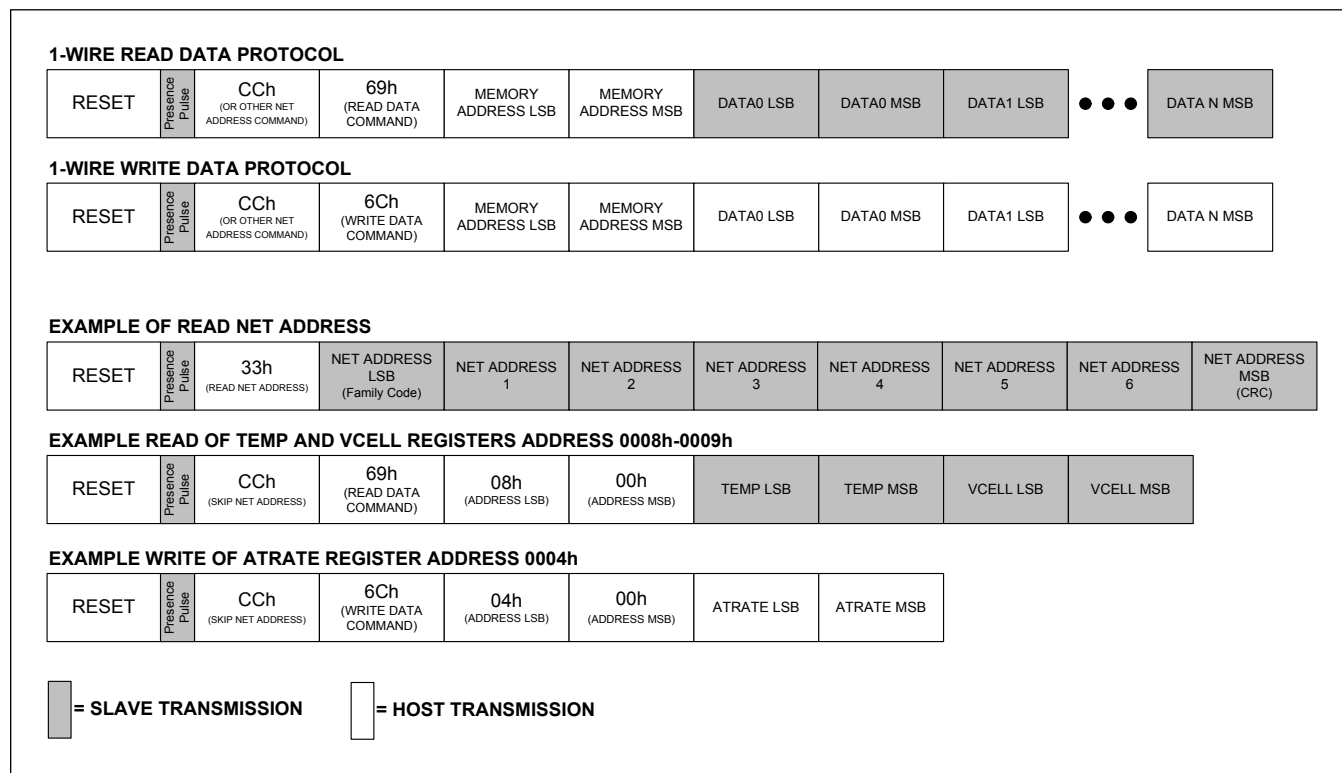 1-WIRE READ DATA PROTOCOL
RESET
Presence
Pulse
CCh
(OR OTHER NET
ADDRESS COMMAND)
69h
(READ DATA
COMMAND)
MEMORY
ADDRESS LSB
MEMORY
ADDRESS MSB
DATA0 LSB
DATA0 MSB
DATA1 LSB
● ● ●
DATA N MSB
1-WIRE WRITE DATA PROTOCOL
RESET
Presence
Pulse
CCh
(OR OTHER NET
ADDRESS COMMAND)
6Ch
(WRITE DATA
COMMAND)
MEMORY
ADDRESS LSB
MEMORY
ADDRESS MSB
DATA0 LSB
DATA0 MSB
DATA1 LSB
● ● ●
DATA N MSB
EXAMPLE OF READ NET ADDRESS
RESET
Presence
Pulse
33h
(READ NET ADDRESS)
NET ADDRESS
LSB
(Family Code)
NET ADDRESS
1
NET ADDRESS
2
NET ADDRESS
3
NET ADDRESS
4
NET ADDRESS
5
NET ADDRESS
6
NET ADDRESS
MSB
(CRC)
EXAMPLE READ OF TEMP AND VCELL REGISTERS ADDRESS 0008h-0009h
RESET
Presence
Pulse
CCh
(SKIP NET ADDRESS)
69h
(READ DATA
COMMAND)
08h
(ADDRESS LSB)
00h
(ADDRESS MSB)
TEMP LSB
TEMP MSB
VCELL LSB
VCELL MSB
EXAMPLE WRITE OF ATRATE REGISTER ADDRESS 0004h
RESET
Presence
Pulse
CCh
(SKIP NET ADDRESS)
6Ch
(WRITE DATA
COMMAND)
04h
(ADDRESS LSB)
00h
(ADDRESS MSB)
ATRATE LSB
ATRATE MSB
= SLAVE TRANSMISSION
= HOST TRANSMISSION